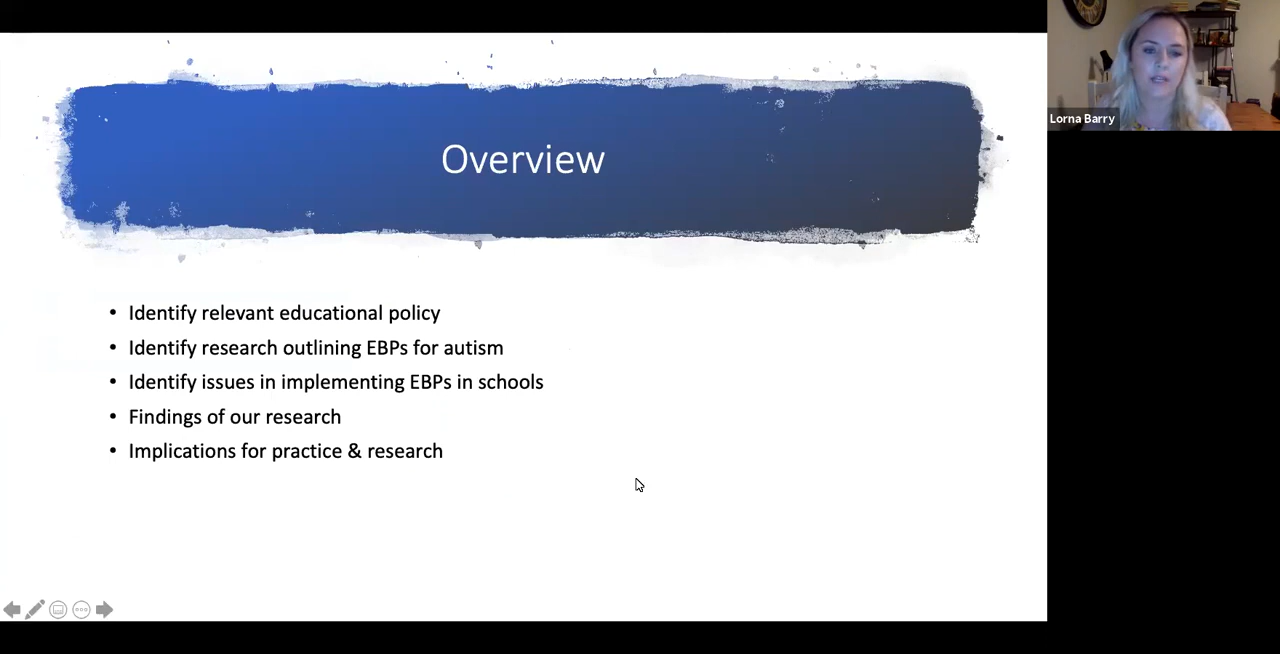 Overview
• Identify relevant educational policy
• Identify research outlining EBPs for autism
• Identify issues in implementing EBPs in schools
• Findings of our research
• Implications for practice & research
Lorna Barry